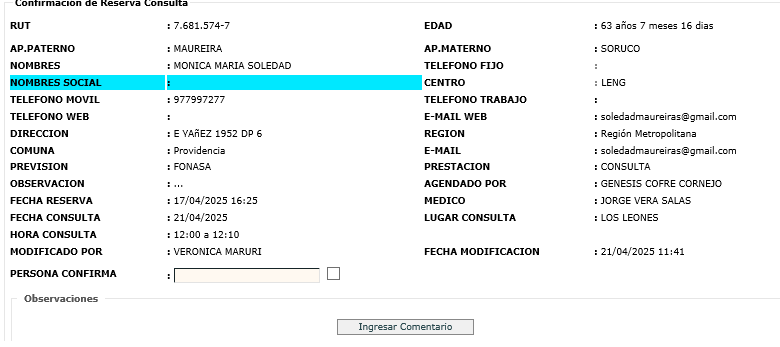 Confirmación de Reserva Consulta
RUT : 7.681.574-7 EDAD : 63 años 7 meses 16 dias
AP.PATERNO : MAUREIRA AP.MATERNO : SORUCO
NOMBRES : MONICA MARIA SOLEDAD TELEFONO FIJO :
NOMBRES SOCIAL : CENTRO : LENG
TELEFONO MOVIL : 977997277 TELEFONO TRABAJO :
TELEFONO WEB : E-MAIL WEB : soledadmaureiras@gmail.com
DIRECCION : E YAñEZ 1952 DP 6 REGION : Región Metropolitana
COMUNA : Providencia E-MAIL : soledadmaureiras@gmail.com
PREVISION : FONASA PRESTACION : CONSULTA
OBSERVACION : ... AGENDADO POR : GENESIS COFRE CORNEJO
FECHA RESERVA : 17/04/2025 16:25 MEDICO : JORGE VERA SALAS
FECHA CONSULTA : 21/04/2025 LUGAR CONSULTA : LOS LEONES
HORA CONSULTA : 12:00 a 12:10
MODIFICADO POR : VERONICA MARURI FECHA MODIFICACION : 21/04/2025 11:41
PERSONA CONFIRMA :
Observaciones
Ingresar Comentario